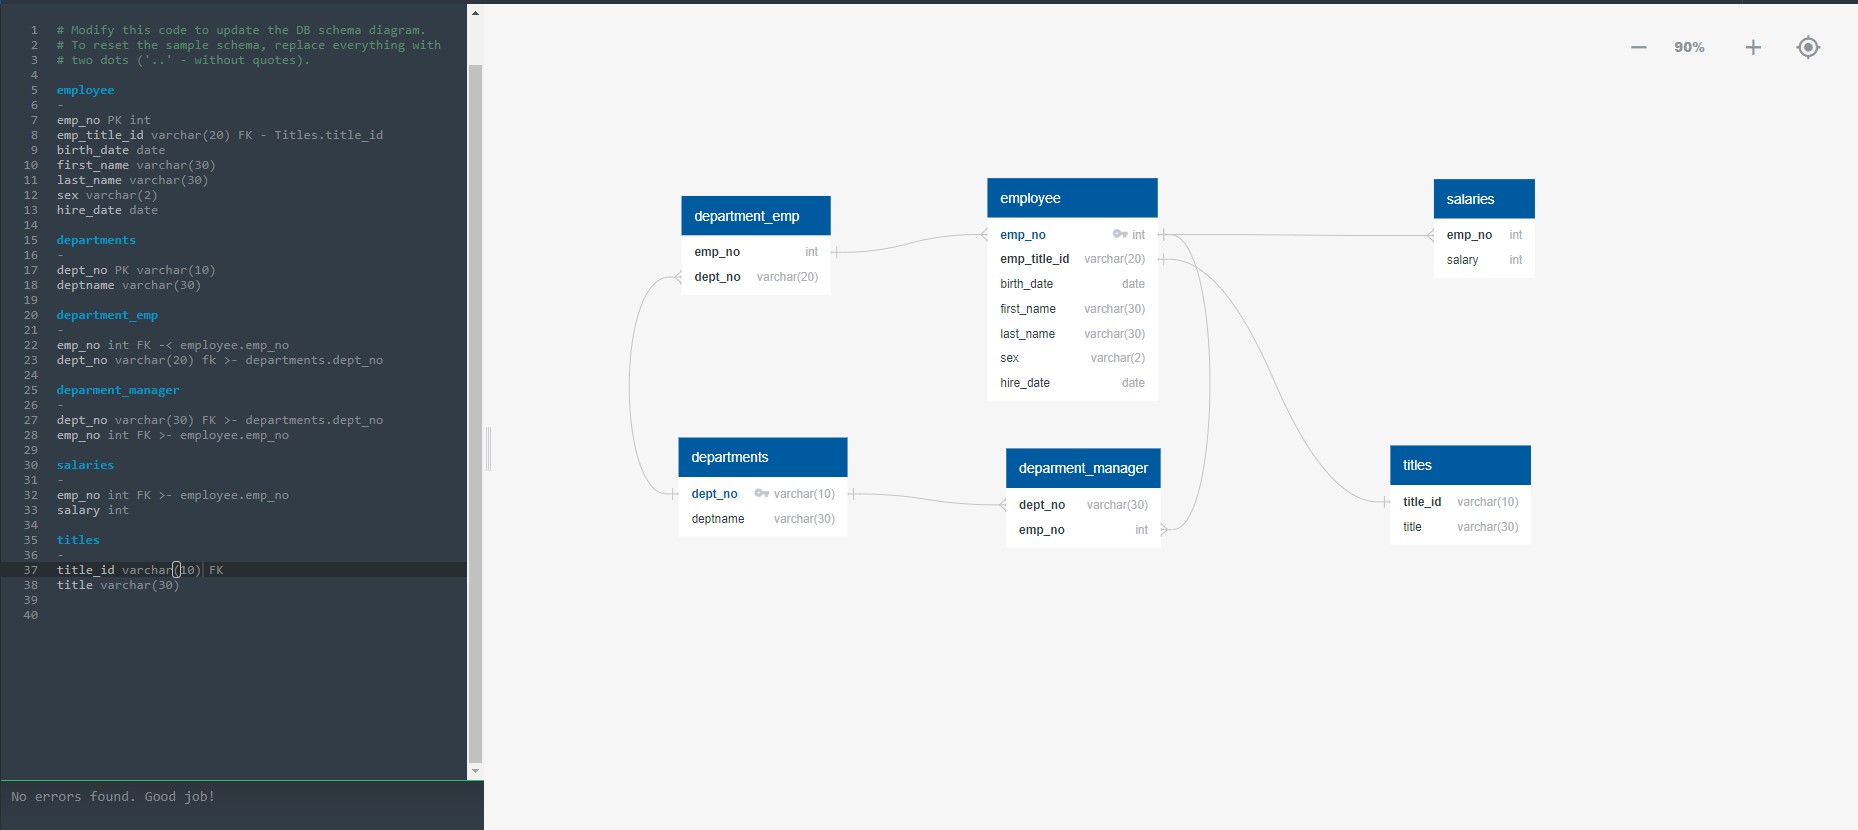 1 # Modify this code to update the DB schema diagram.
2 # To reset the sample schema, replace everything with
3 # two dots ('..' - without quotes).
4
5 employee
6 -
7 emp_no PK int
8 emp_title_id varchar(20) FK - Titles.title_id
9 birth_date date
10 first_name varchar(30)
11 last_name varchar(30)
12 sex varchar(2)
13 hire_date date
14
15 departments
16 -
17 dept_no PK varchar(10)
18 deptname varchar(30)
19
20 department_emp
21 -
22 emp_no int FK -< employee.emp_no
23 dept_no varchar(20) fk >- departments.dept_no
24
25 deparment_manager
26 -
27 dept_no varchar(30) FK >- departments.dept_no
28 emp_no int FK >- employee.emp_no
29
30 salaries
31 -
32 emp_no int FK >- employee.emp_no
33 salary int
34
35 titles
36 -
37 title_id varchar(10) FK
38 title varchar(30)
39
40
No errors found. Good job!
90%
department_emp
emp_no int
dept_no varchar(20)
employee
emp_no int
emp_title_id varchar(20)
birth_date date
first_name varchar(30)
last_name varchar(30)
sex varchar(2)
hire_date date
salaries
emp_no int
salary int
departments
dept_no varchar(10)
deptname varchar(30)
deparment_manager
dept_no varchar(30)
emp_no int
titles
title_id varchar(10)
title varchar(30)